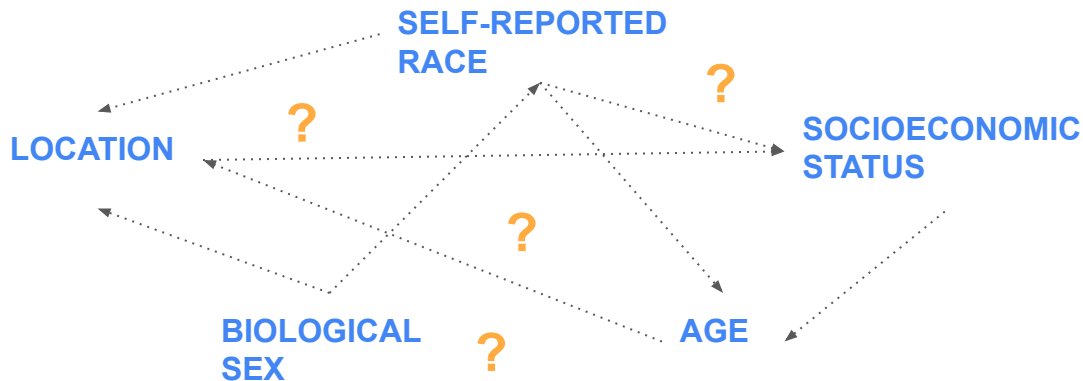 SELF-REPORTED
RACE
?
?
LOCATION
SOCIOECONOMIC
STATUS
?
BIOLOGICAL
SEX
?
AGE